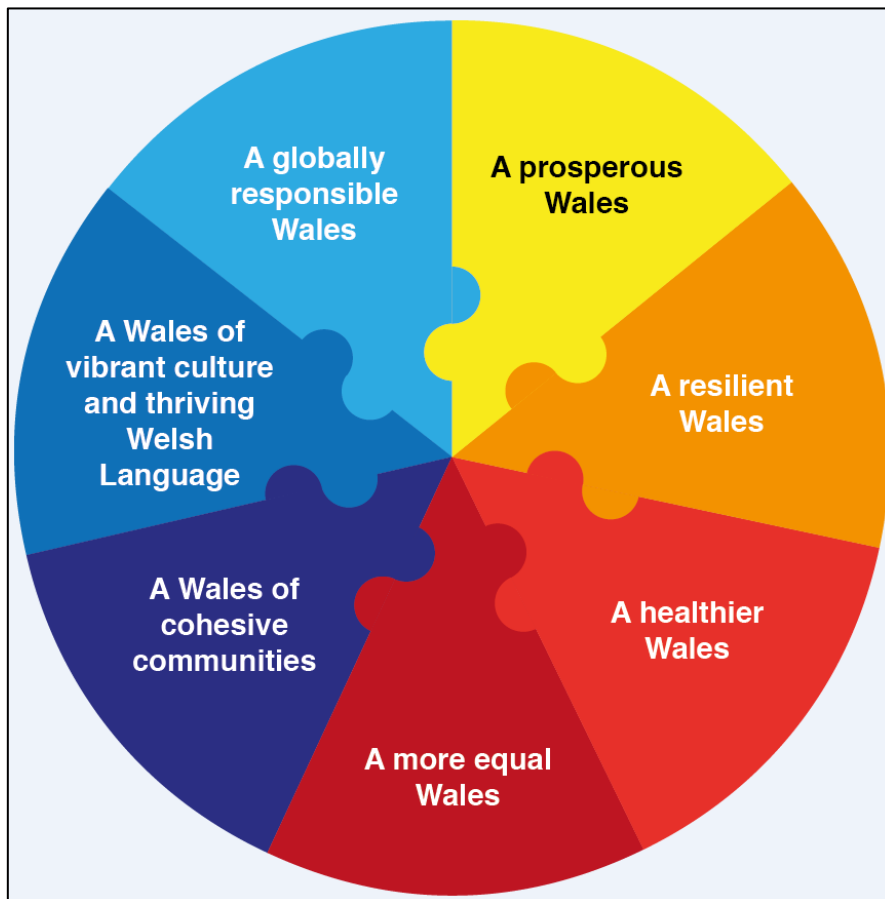 A prosperous
Wales
A resilient
Wales
A healthier
Wales
A more equal
Wales
A Wales of
cohesive
communities
A Wales of
vibrant culture
and thriving
Welsh
Language
A globally
responsible
Wales